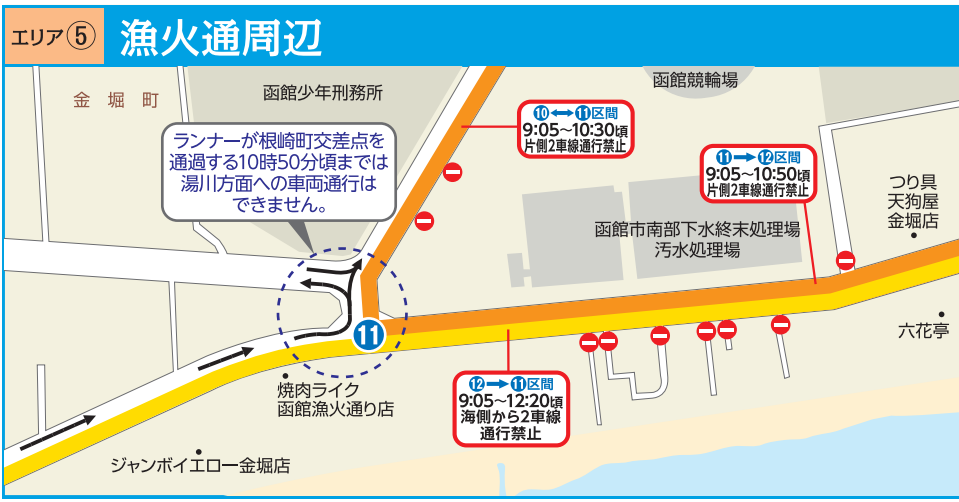 エリア⑤
漁火通周辺
金堀町
函館少年刑務所
函館競輪場
ランナーが根崎町交差点を
通過する10時50分頃までは
湯川方面への車両通行は
できません。
⑩↔⑪区間
9:05～10:30頃
片側2車線通行禁止
⑪→⑫区間
9:05～10:50頃
片側2車線通行禁止
つり具
天狗屋
金堀店
函館市南部下水終末処理場
汚水処理場
六花亭
11
⑫→⑪区間
9:05～12:20頃
海側から2車線
通行禁止
焼肉ライク
函館漁火通り店
ジャンボイエロー金堀店